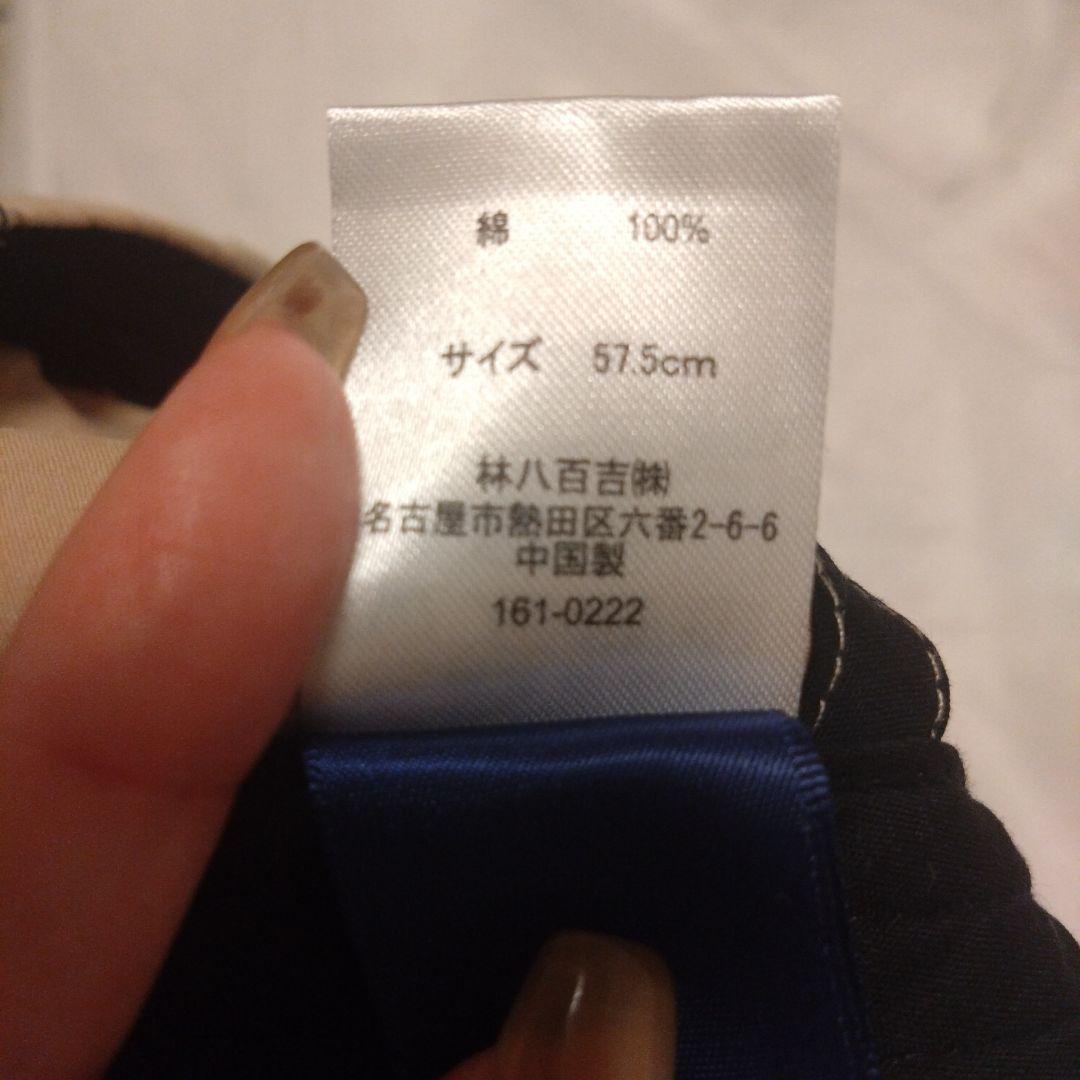 綿 100%
サイズ 57.5cm
林八百吉㈱
名古屋市熱田区六番2-6-6
中国製
161-0222